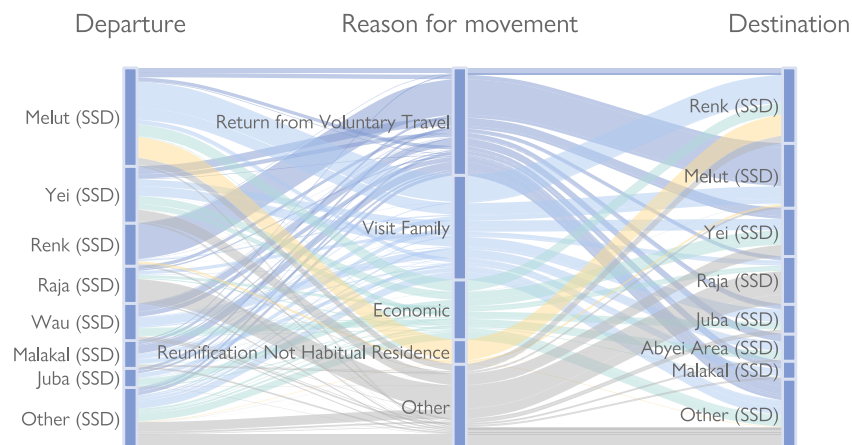 Departure
Reason for movement
Destination
Melut (SSD)
Yei (SSD)
Renk (SSD)
Raja (SSD)
Wau (SSD)
Malakal (SSD)
Juba (SSD)
Other (SSD)
Return from Voluntary Travel
Visit Family
Economic
Reunification Not Habitual Residence
Other
Renk (SSD)
Melut (SSD)
Yei (SSD)
Raja (SSD)
Juba (SSD)
Abyei Area (SSD)
Malakal (SSD)
Other (SSD)